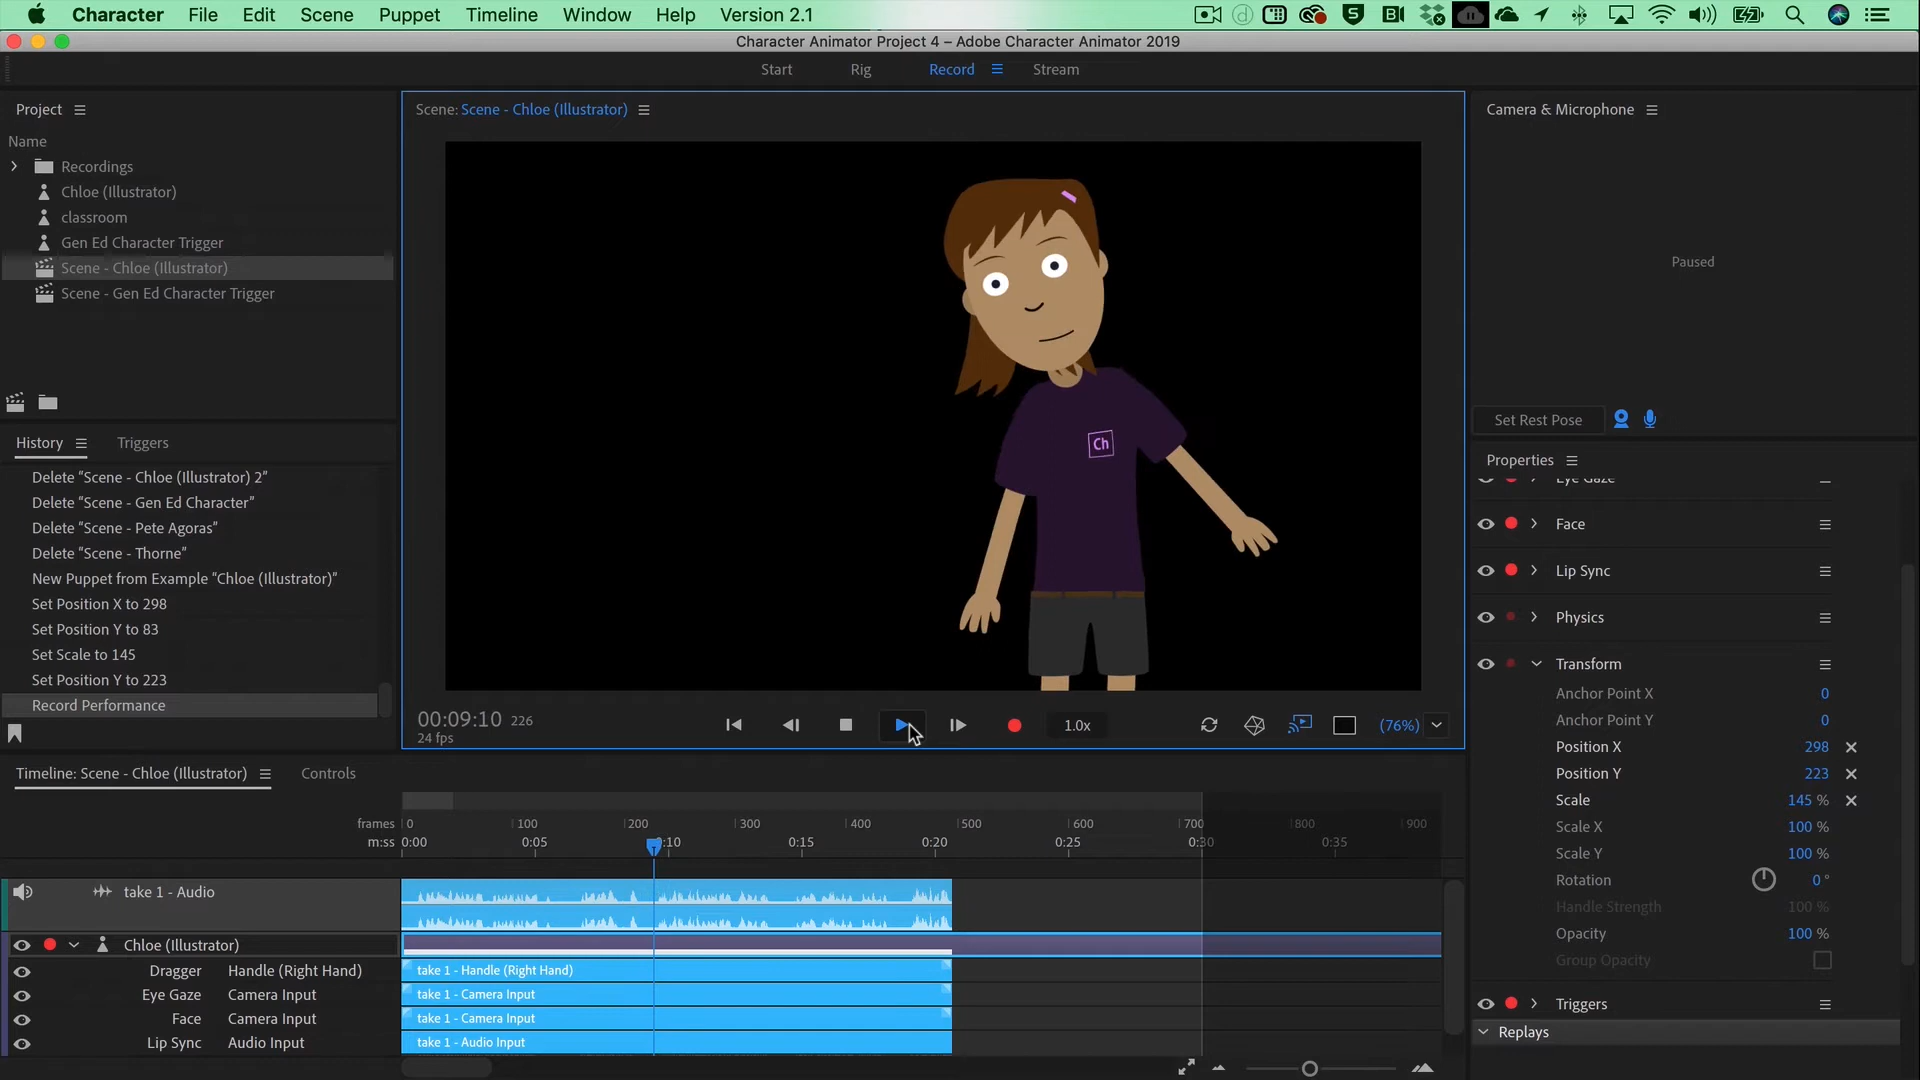 Character File Edit Scene Puppet Timeline Window Help Version 2.1
Character Animator Project 4 – Adobe Character Animator 2019
Start Rig Record Stream
Project
Name
Recordings
Chloe (Illustrator)
classroom
Gen Ed Character Trigger
Scene - Chloe (Illustrator)
Scene - Gen Ed Character Trigger
History Triggers
Delete “Scene - Chloe (Illustrator) 2”
Delete “Scene - Gen Ed Character”
Delete “Scene - Pete Agoras”
Delete “Scene - Thorne”
New Puppet from Example “Chloe (Illustrator)”
Set Position X to 298
Set Position Y to 83
Set Scale to 145
Set Position Y to 223
Record Performance
Scene: Scene - Chloe (Illustrator)
Ch
00:09:10 226
24 fps
1.0x
(76%)
Camera & Microphone
Paused
Set Rest Pose
Properties
Eye Gaze
Face
Lip Sync
Physics
Transform
Anchor Point X 0
Anchor Point Y 0
Position X 298
Position Y 223
Scale 145 %
Scale X 100 %
Scale Y 100 %
Rotation 0 °
Handle Strength 100 %
Opacity 100 %
Group Opacity
Triggers
Replays
Timeline: Scene - Chloe (Illustrator) Controls
frames 0 100 200 300 400 500 600 700 800 900
m:ss 0:00 0:05 0:10 0:15 0:20 0:25 0:30 0:35
take 1 - Audio
Chloe (Illustrator)
Dragger Handle (Right Hand) take 1 - Handle (Right Hand)
Eye Gaze Camera Input take 1 - Camera Input
Face Camera Input take 1 - Camera Input
Lip Sync Audio Input take 1 - Audio Input